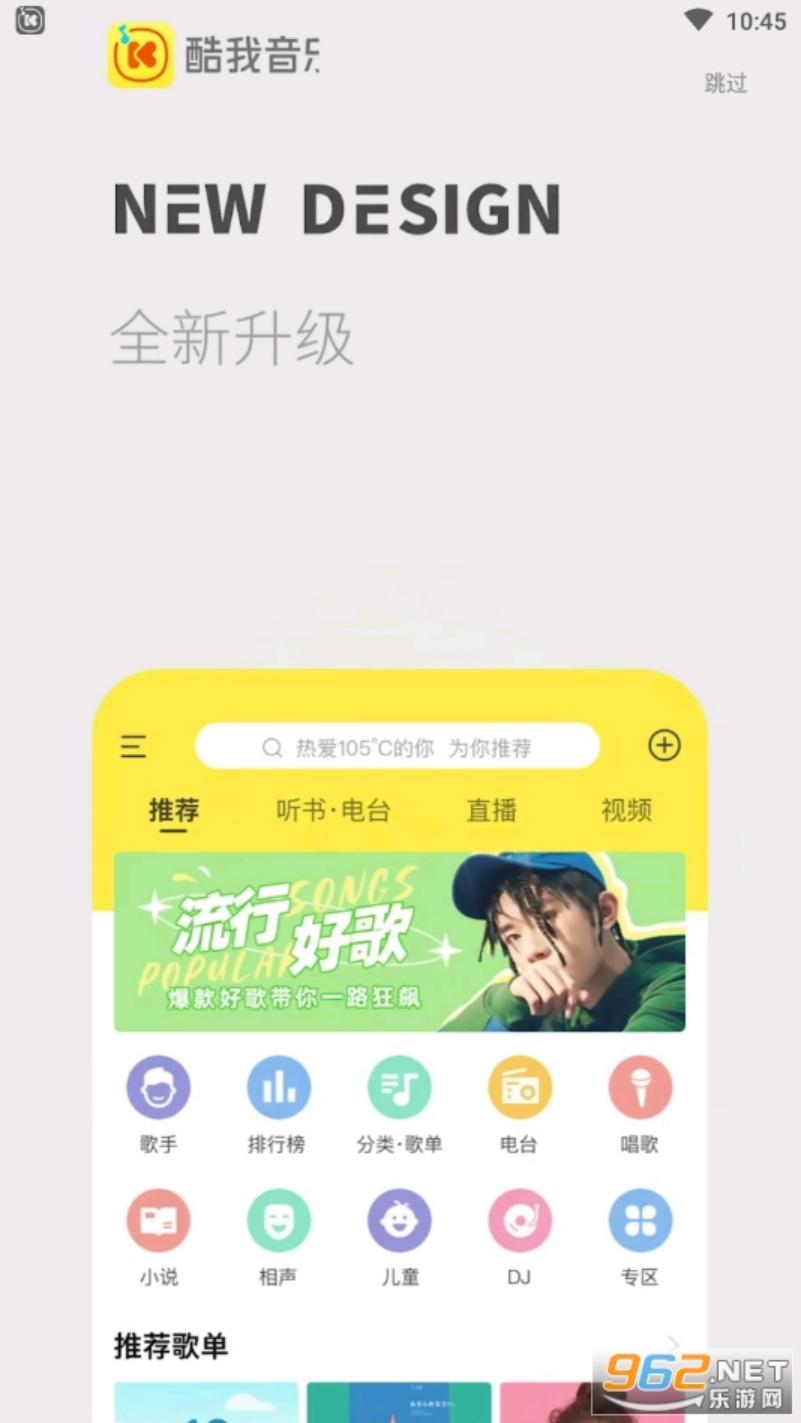 10:45
酷我音乐
跳过
NEW DESIGN
全新升级
热爱105°C的你 为你推荐
推荐 听书·电台 直播 视频
SONGS
流行
好歌
POPULAR
爆款好歌带你一路狂飙
歌手 排行榜 分类·歌单 电台 唱歌
小说 相声 儿童 DJ 专区
推荐歌单
962.NET
乐游网